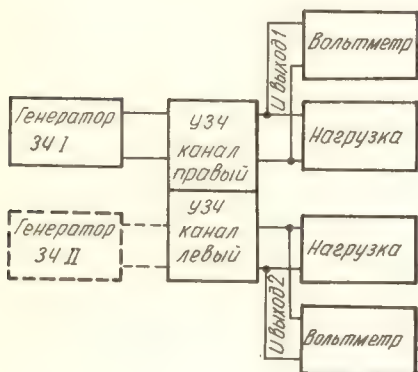 Генератор
ЗЧ I
Генератор
ЗЧ II
УЗЧ
канал
правый
УЗЧ
канал
левый
U выход1
Вольтметр
Нагрузка
Нагрузка
U выход2
Вольтметр